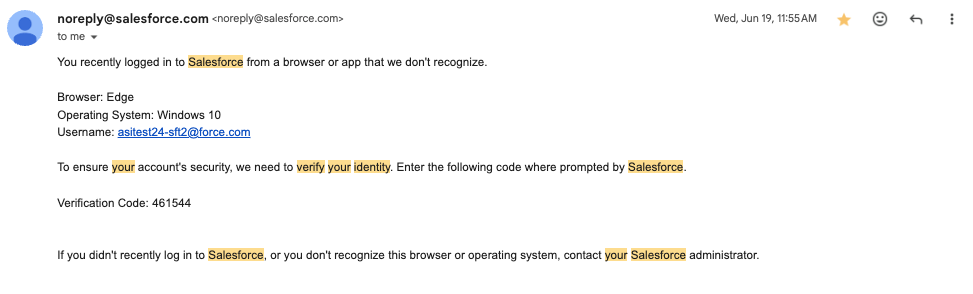 noreply@salesforce.com <noreply@salesforce.com>
Wed, Jun 19, 11:55 AM
to me
You recently logged in to Salesforce from a browser or app that we don't recognize.
Browser: Edge
Operating System: Windows 10
Username: asitest24-sft2@force.com
To ensure your account's security, we need to verify your identity. Enter the following code where prompted by Salesforce.
Verification Code: 461544
If you didn't recently log in to Salesforce, or you don't recognize this browser or operating system, contact your Salesforce administrator.